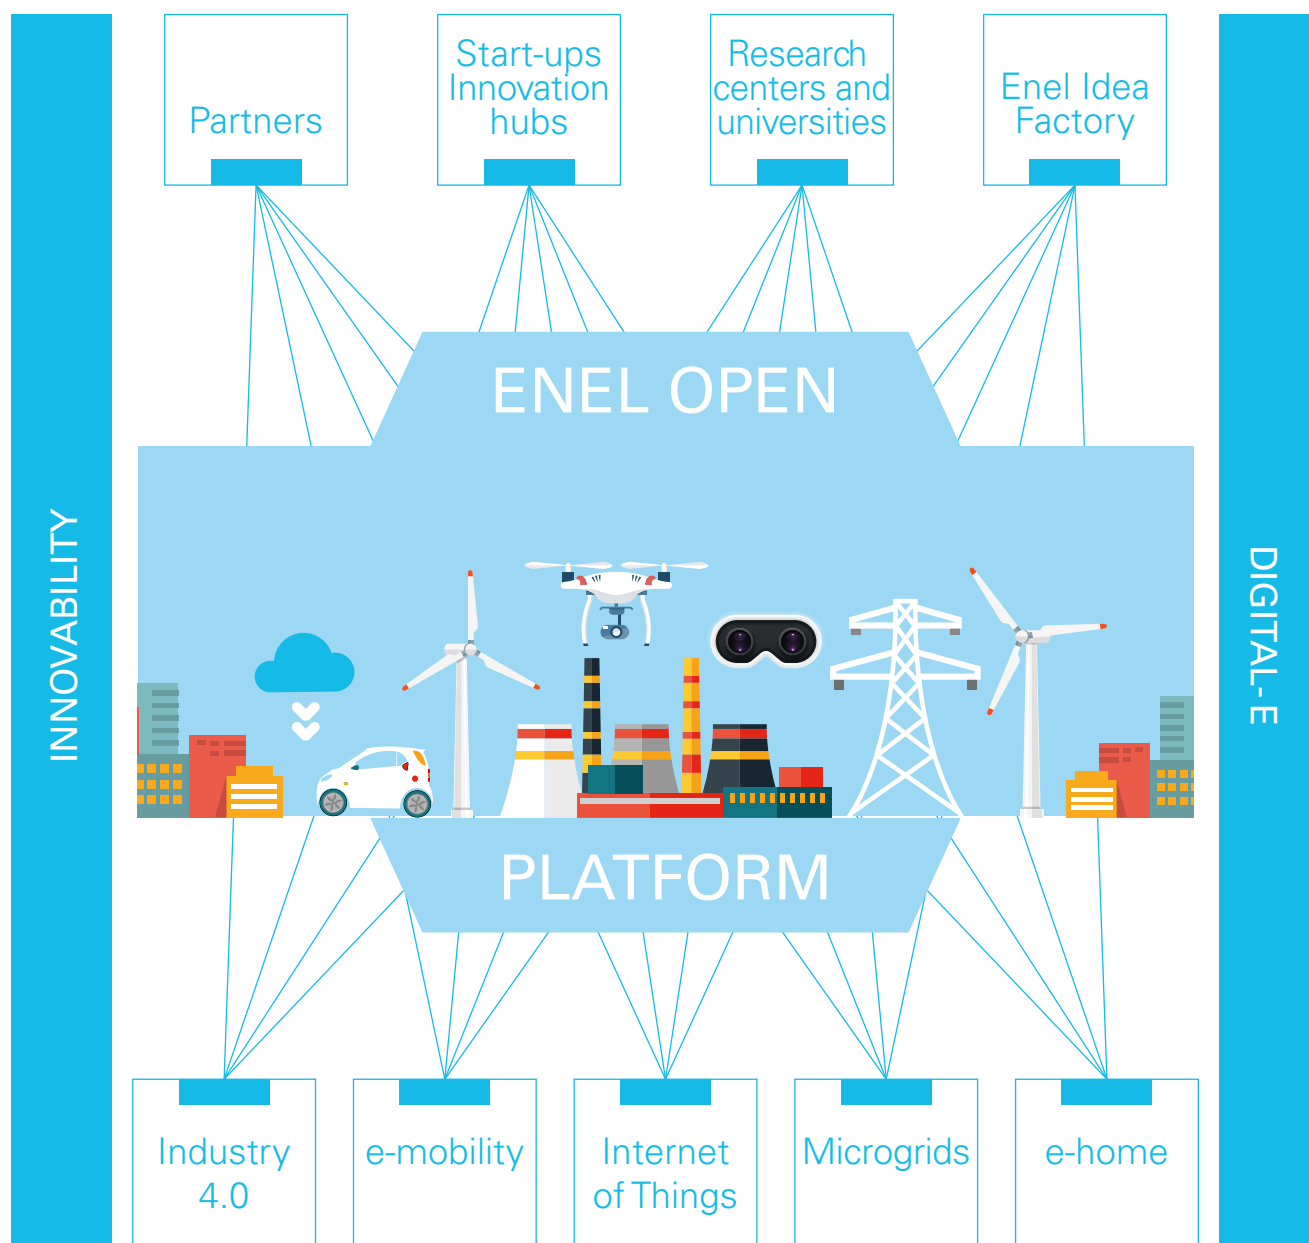 Partners
Start-ups
Innovation
hubs
Research
centers and
universities
Enel Idea
Factory
ENEL OPEN
INNOVABILITY
DIGITAL-E
PLATFORM
Industry
4.0
e-mobility
Internet
of Things
Microgrids
e-home